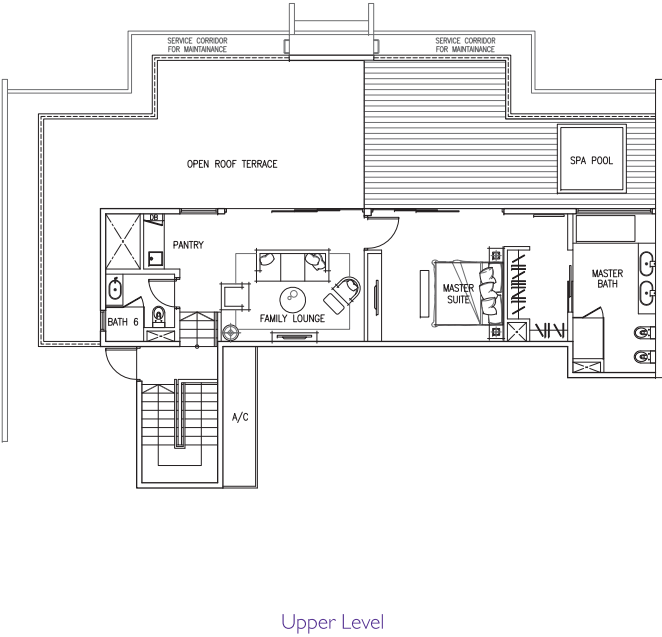 SERVICE CORRIDOR
FOR MAINTAINANCE
SERVICE CORRIDOR
FOR MAINTAINANCE
OPEN ROOF TERRACE
SPA POOL
PANTRY
MASTER
BATH
MASTER
SUITE
BATH 6
FAMILY LOUNGE
A/C
Upper Level